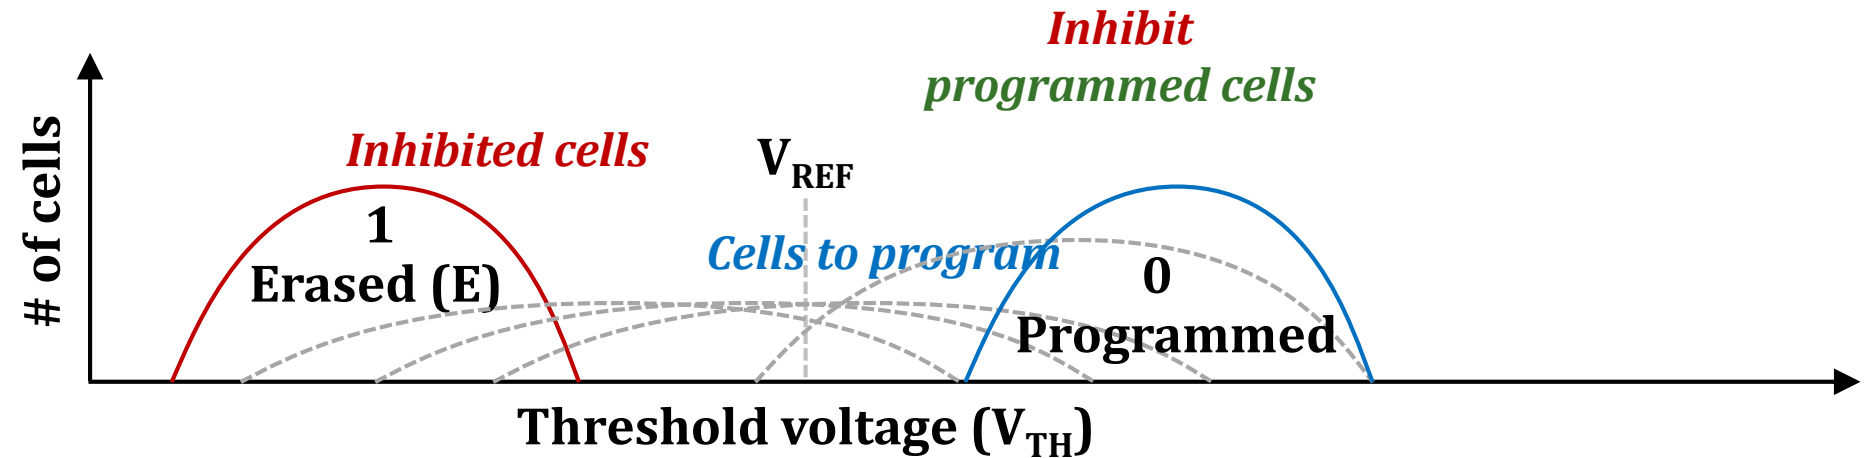 Inhibit
programmed cells
Inhibited cells
V_REF
# of cells
1
Erased (E)
Cells to program
0
Programmed
Threshold voltage (V_TH)